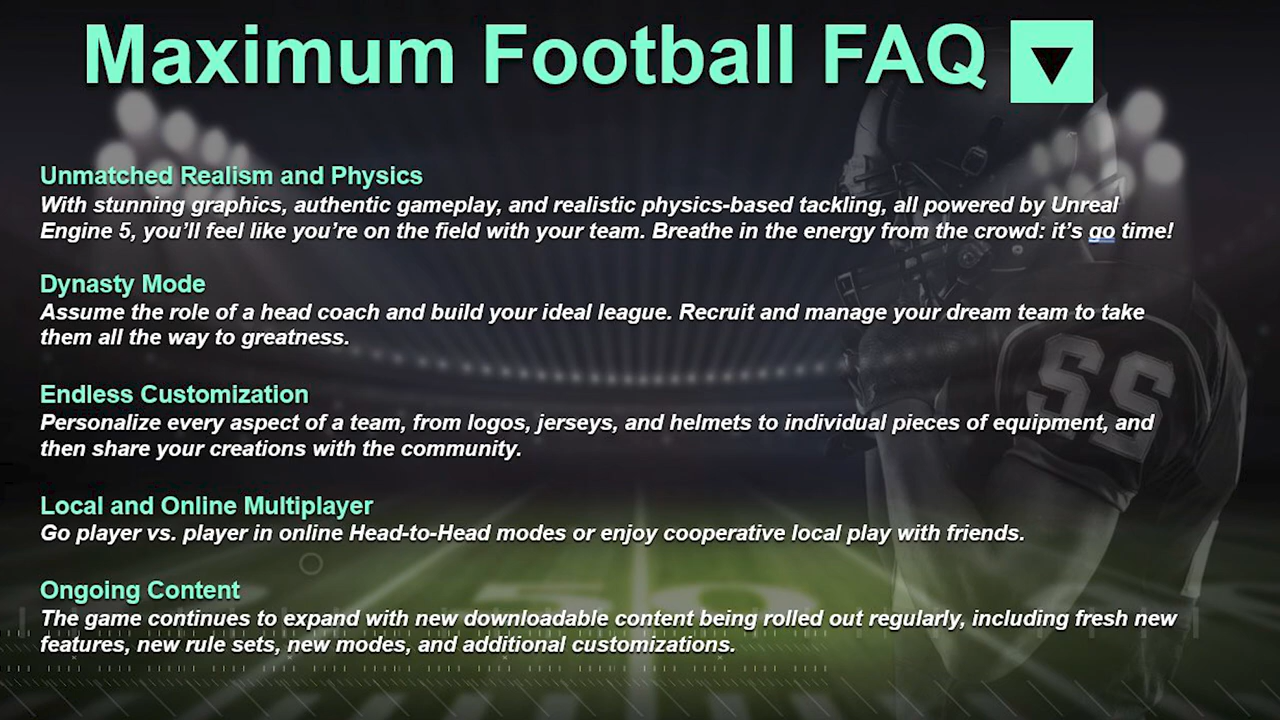 Maximum Football FAQ
Unmatched Realism and Physics
With stunning graphics, authentic gameplay, and realistic physics-based tackling, all powered by Unreal
Engine 5, you’ll feel like you’re on the field with your team. Breathe in the energy from the crowd: it’s go time!
Dynasty Mode
Assume the role of a head coach and build your ideal league. Recruit and manage your dream team to take
them all the way to greatness.
Endless Customization
Personalize every aspect of a team, from logos, jerseys, and helmets to individual pieces of equipment, and
then share your creations with the community.
Local and Online Multiplayer
Go player vs. player in online Head-to-Head modes or enjoy cooperative local play with friends.
Ongoing Content
The game continues to expand with new downloadable content being rolled out regularly, including fresh new
features, new rule sets, new modes, and additional customizations.
55
50